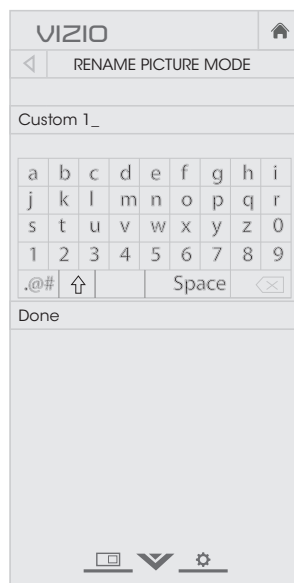 VIZIO
RENAME PICTURE MODE
Custom 1_
a b c d e f g h i
j k l m n o p q r
s t u v w x y z 0
1 2 3 4 5 6 7 8 9
.@# Space
Done